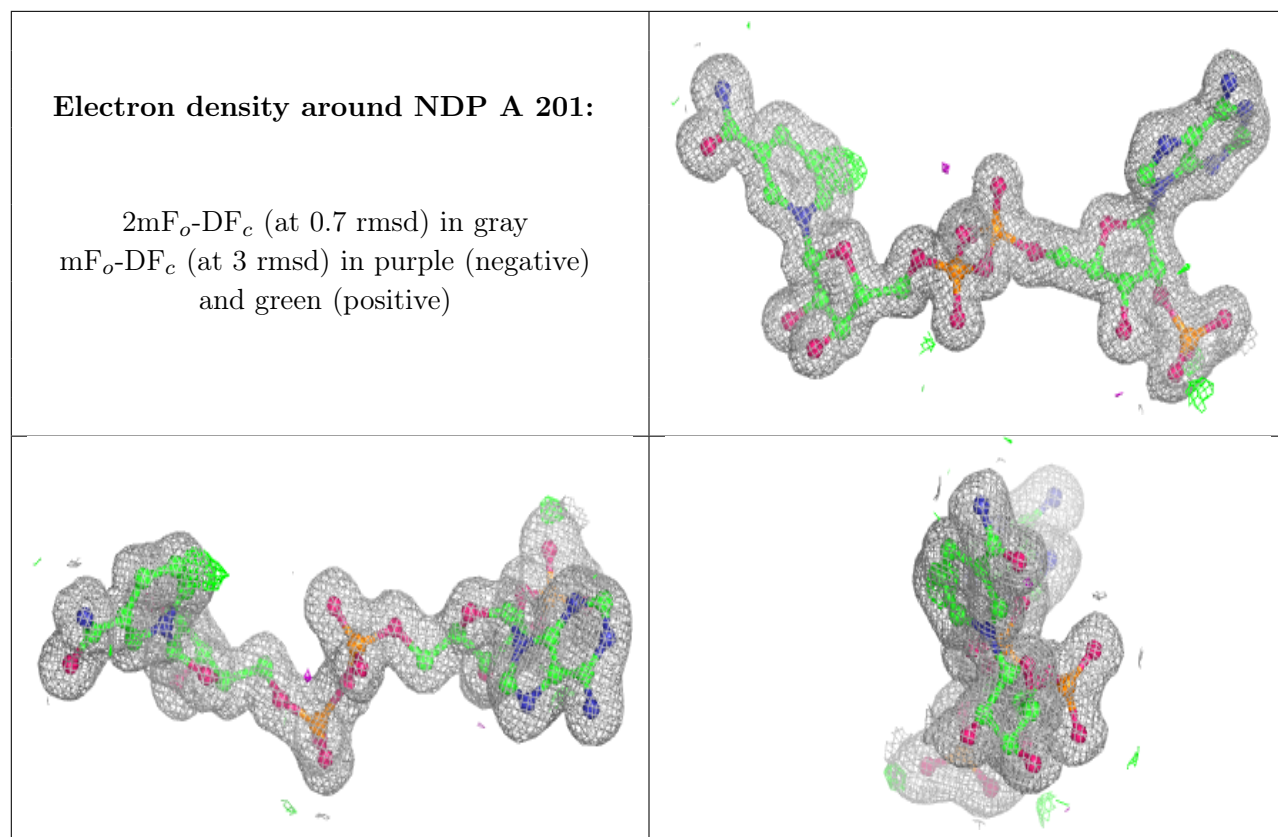 Electron density around NDP A 201:
2mFo-DFc (at 0.7 rmsd) in gray
mFo-DFc (at 3 rmsd) in purple (negative)
and green (positive)